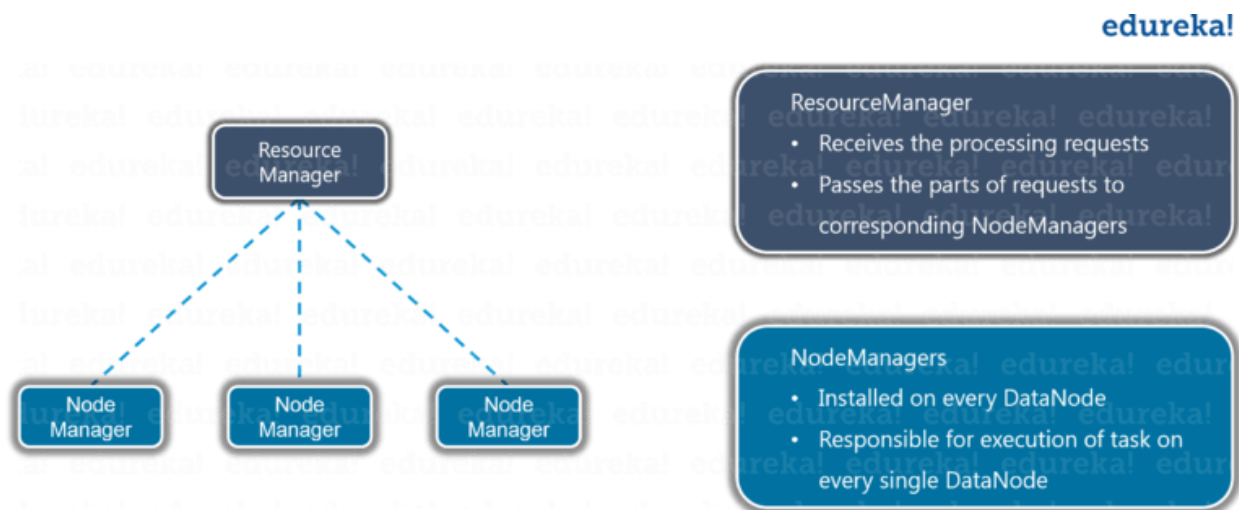 edureka!
Resource
Manager
Node
Manager
Node
Manager
Node
Manager
ResourceManager
• Receives the processing requests
• Passes the parts of requests to
corresponding NodeManagers
NodeManagers
• Installed on every DataNode
• Responsible for execution of task on
every single DataNode